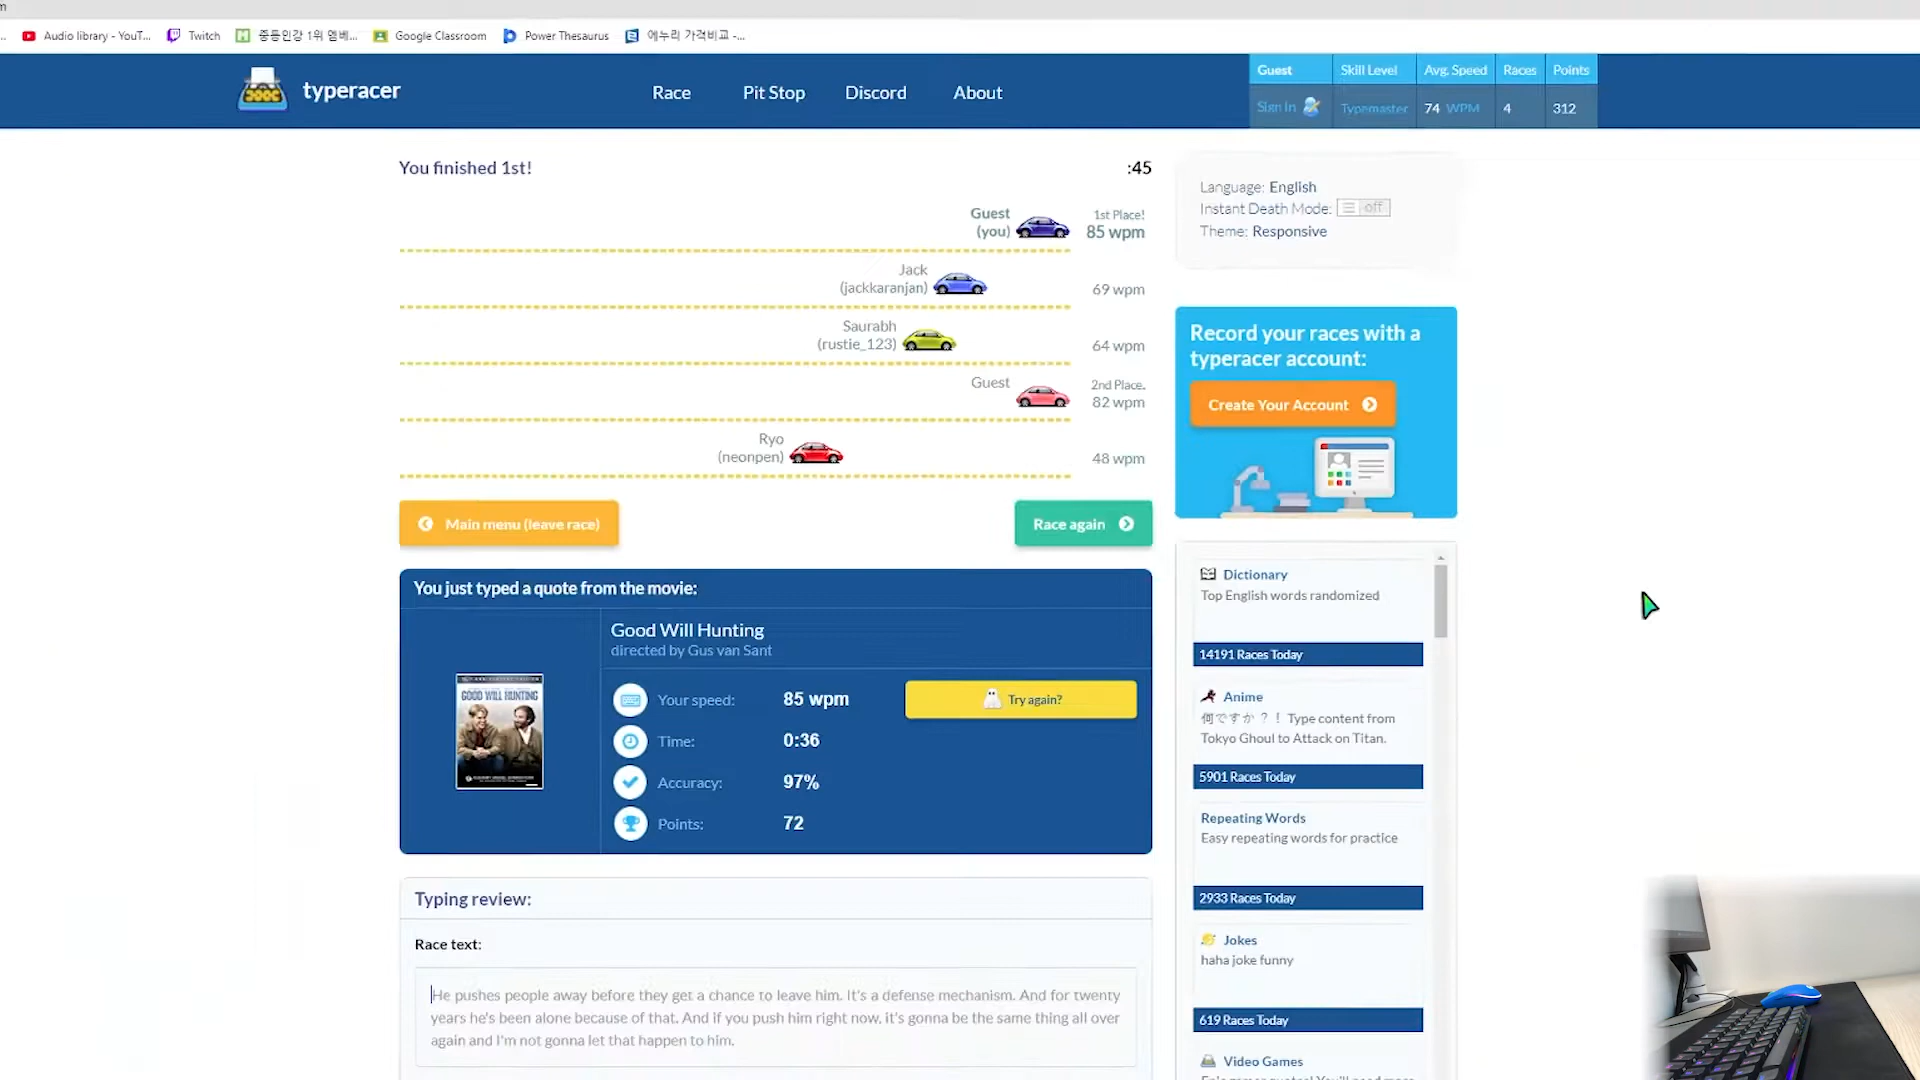 m
Audio library - YouT...
Twitch
중등인강 1위 엠베...
Google Classroom
Power Thesaurus
에누리 가격비교 -...
typeracer
Race
Pit Stop
Discord
About
Guest Skill Level Avg. Speed Races Points
Sign In Typemaster 74 WPM 4 312
You finished 1st!
:45
Guest
(you)
1st Place!
85 wpm
Jack
(jackkaranjan)
69 wpm
Saurabh
(rustie_123)
64 wpm
Guest
2nd Place.
82 wpm
Ryo
(neonpen)
48 wpm
Main menu (leave race)
Race again
You just typed a quote from the movie:
Good Will Hunting
directed by Gus van Sant
GOOD WILL HUNTING
Your speed: 85 wpm
Try again?
Time: 0:36
Accuracy: 97%
Points: 72
Typing review:
Race text:
He pushes people away before they get a chance to leave him. It's a defense mechanism. And for twenty
years he's been alone because of that. And if you push him right now, it's gonna be the same thing all over
again and I'm not gonna let that happen to him.
Language: English
Instant Death Mode: off
Theme: Responsive
Record your races with a
typeracer account:
Create Your Account
Dictionary
Top English words randomized
14191 Races Today
Anime
何ですか？！ Type content from
Tokyo Ghoul to Attack on Titan.
5901 Races Today
Repeating Words
Easy repeating words for practice
2933 Races Today
Jokes
haha joke funny
619 Races Today
Video Games